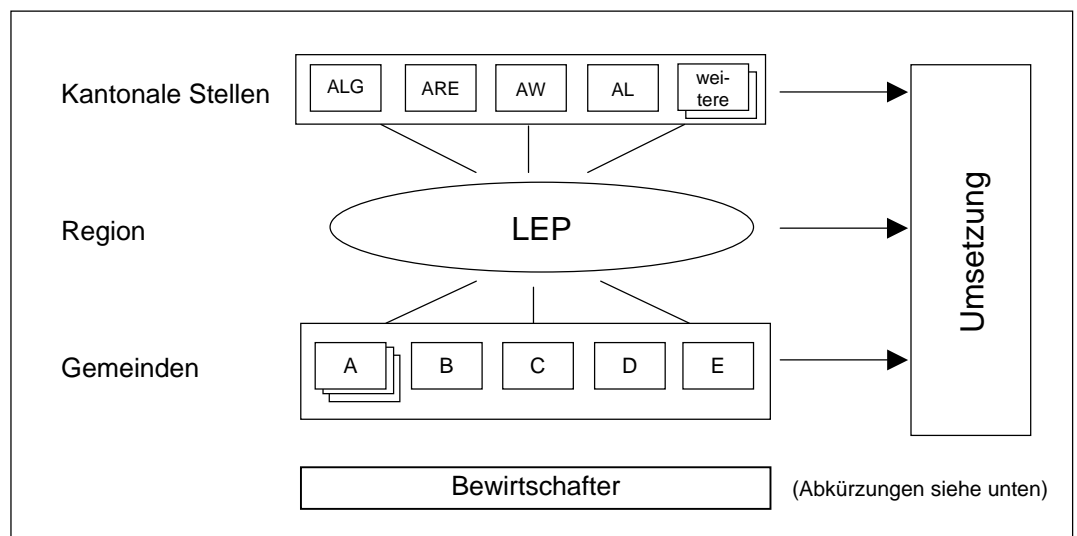 Kantonale Stellen
ALG
ARE
AW
AL
wei-
tere
Region
LEP
Umsetzung
Gemeinden
A
B
C
D
E
Bewirtschafter
(Abkürzungen siehe unten)